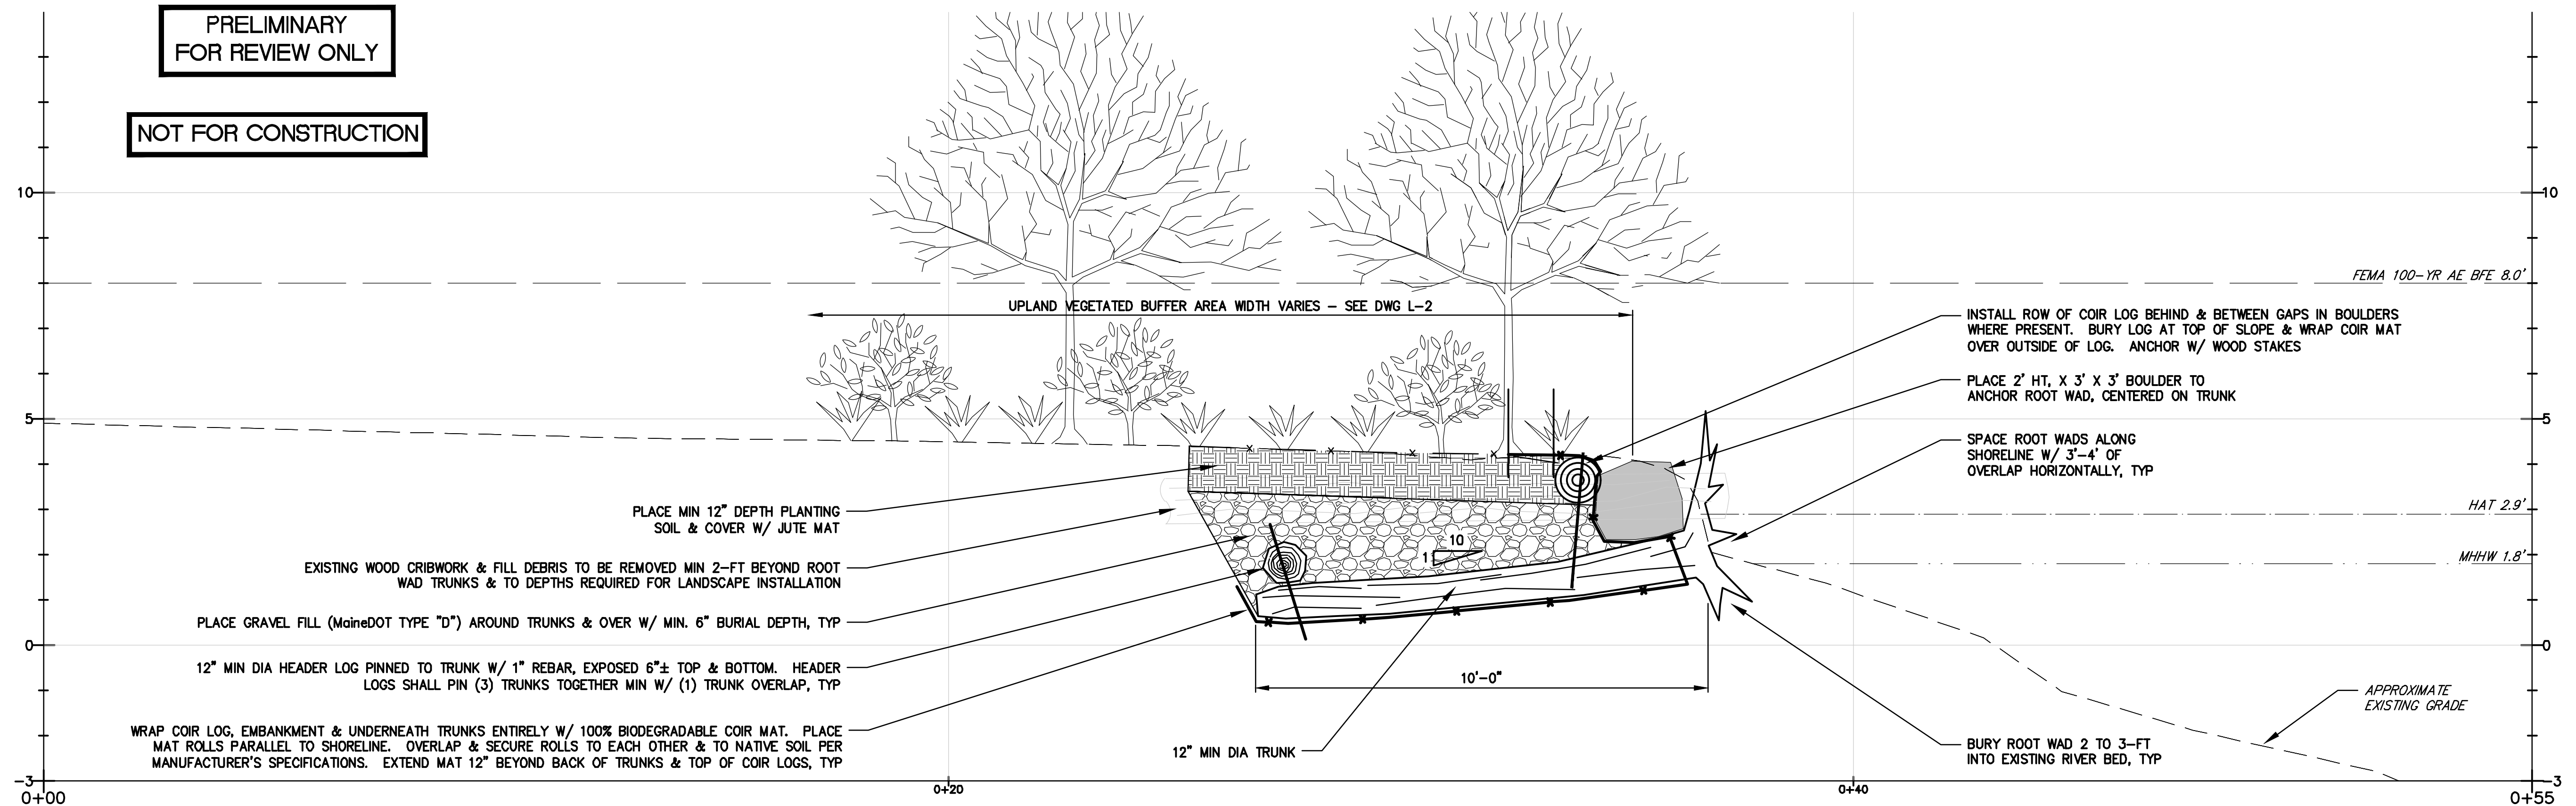 PRELIMINARY
FOR REVIEW ONLY
NOT FOR CONSTRUCTION
10
10
FEMA 100-YR AE BFE 8.0'
UPLAND VEGETATED BUFFER AREA WIDTH VARIES - SEE DWG L-2
INSTALL ROW OF COIR LOG BEHIND & BETWEEN GAPS IN BOULDERS
WHERE PRESENT. BURY LOG AT TOP OF SLOPE & WRAP COIR MAT
OVER OUTSIDE OF LOG. ANCHOR W/ WOOD STAKES
PLACE 2' HT, X 3' X 3' BOULDER TO
ANCHOR ROOT WAD, CENTERED ON TRUNK
5
5
SPACE ROOT WADS ALONG
SHORELINE W/ 3'-4' OF
OVERLAP HORIZONTALLY, TYP
PLACE MIN 12" DEPTH PLANTING
SOIL & COVER W/ JUTE MAT
HAT 2.9'
10
1
MHHW 1.8'
EXISTING WOOD CRIBWORK & FILL DEBRIS TO BE REMOVED MIN 2-FT BEYOND ROOT
WAD TRUNKS & TO DEPTHS REQUIRED FOR LANDSCAPE INSTALLATION
PLACE GRAVEL FILL (MaineDOT TYPE "D") AROUND TRUNKS & OVER W/ MIN. 6" BURIAL DEPTH, TYP
0
0
12" MIN DIA HEADER LOG PINNED TO TRUNK W/ 1" REBAR, EXPOSED 6"± TOP & BOTTOM. HEADER
LOGS SHALL PIN (3) TRUNKS TOGETHER MIN W/ (1) TRUNK OVERLAP, TYP
10'-0"
APPROXIMATE
EXISTING GRADE
WRAP COIR LOG, EMBANKMENT & UNDERNEATH TRUNKS ENTIRELY W/ 100% BIODEGRADABLE COIR MAT. PLACE
MAT ROLLS PARALLEL TO SHORELINE. OVERLAP & SECURE ROLLS TO EACH OTHER & TO NATIVE SOIL PER
MANUFACTURER'S SPECIFICATIONS. EXTEND MAT 12" BEYOND BACK OF TRUNKS & TOP OF COIR LOGS, TYP
12" MIN DIA TRUNK
BURY ROOT WAD 2 TO 3-FT
INTO EXISTING RIVER BED, TYP
-3
-3
0+00
0+20
0+40
0+55